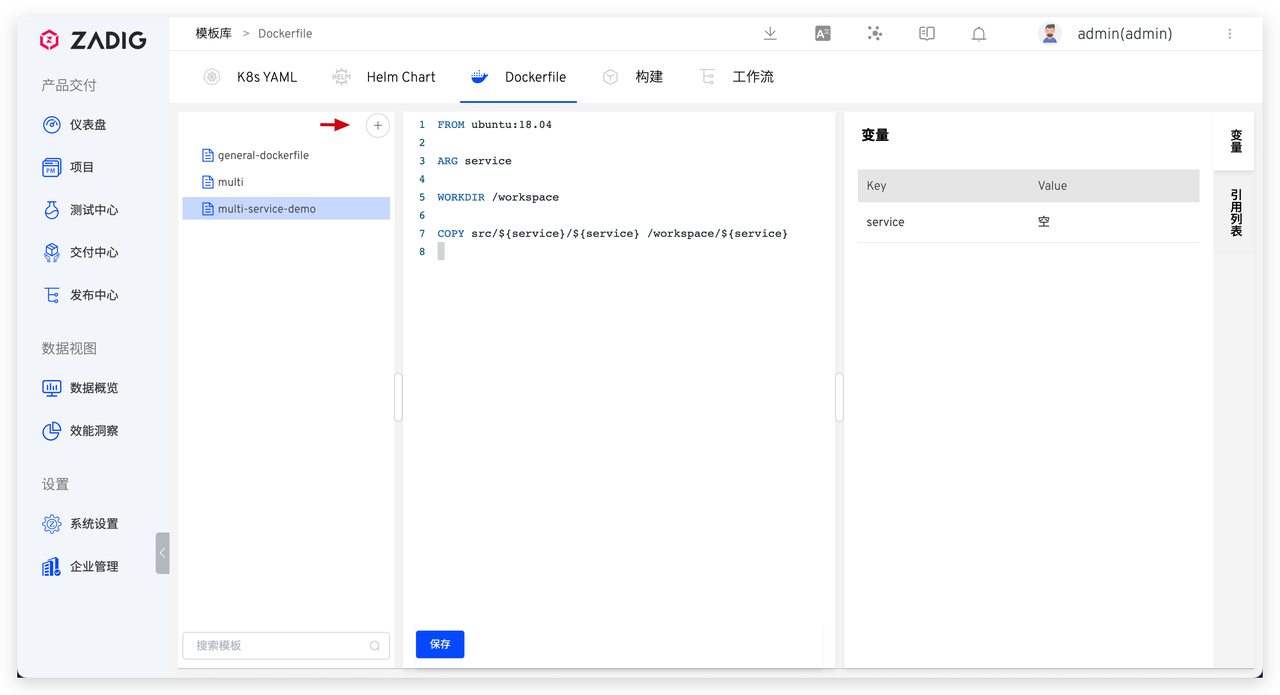 ZADIG
产品交付
仪表盘
PM
项目
测试中心
交付中心
发布中心
数据视图
数据概览
效能洞察
设置
系统设置
企业管理
模板库 > Dockerfile
admin(admin)
K8s YAML
HELM
Helm Chart
Dockerfile
构建
工作流
general-dockerfile
multi
multi-service-demo
搜索模板
1 FROM ubuntu:18.04
2
3 ARG service
4
5 WORKDIR /workspace
6
7 COPY src/${service}/${service} /workspace/${service}
8
保存
变量
Key Value
service 空
变量
引用列表